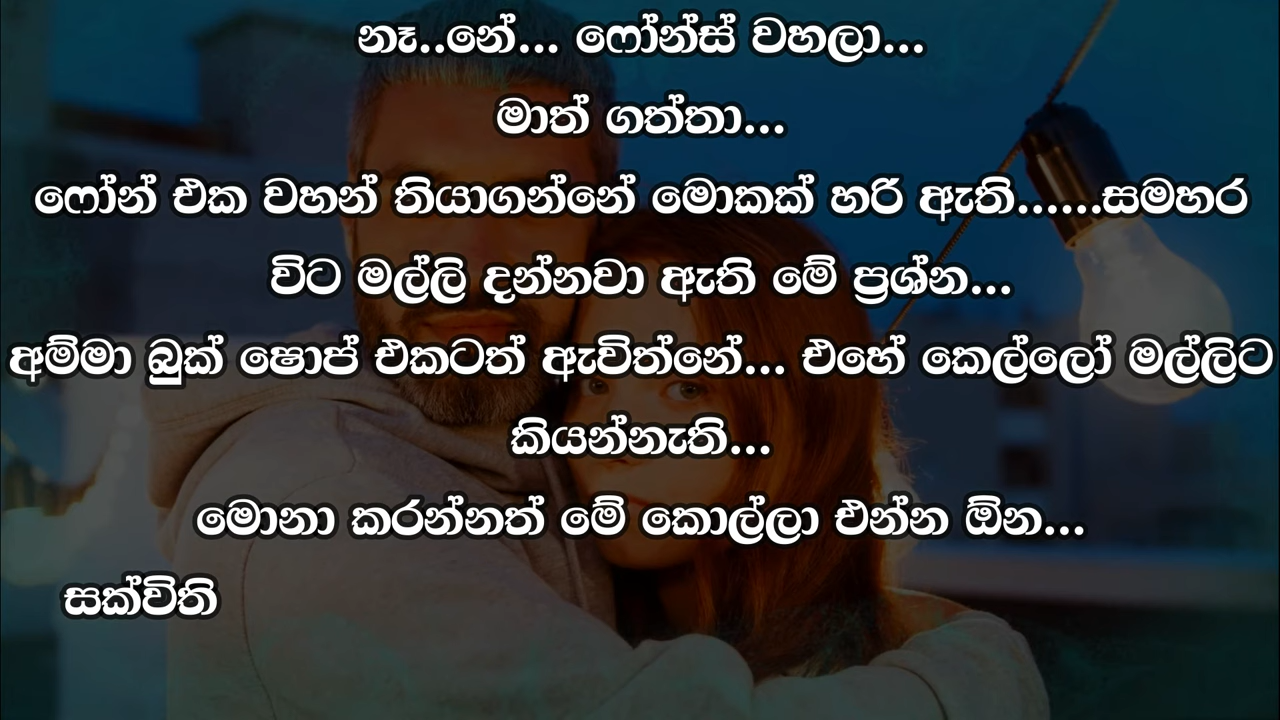 නෑ..නේ... ෆෝන්ස් වහලා...
මාත් ගත්තා...
ෆෝන් එක වහන් තියාගන්නේ මොකක් හරි ඇති......සමහර
විට මල්ලි දන්නවා ඇති මේ ප්‍රශ්න...
අම්මා බුක් ෂොප් එකටත් ඇවිත්නේ... එහේ කෙල්ලෝ මල්ලිට
කියන්නැති...
මොනා කරන්නත් මේ කොල්ලා එන්න ඕන...
සක්විති